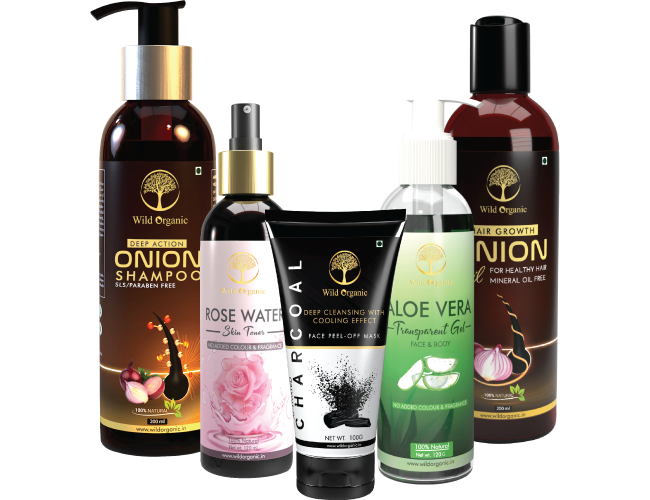 Wild Organic
DEEP ACTION
ONION
SHAMPOO
SLS/PARABEN FREE
100% NATURAL
200 ml
www.wildorganic.in
Wild Organic
ROSE WATER
Skin Toner
NO ADDED COLOUR & FRAGRANCE
www.wildorganic.in
Wild Organic
CHARCOAL
DEEP CLEANSING WITH
COOLING EFFECT
FACE PEEL-OFF MASK
NET WT.
www.wildorganic.in
Wild Organic
ALOE VERA
Transparent Gel
FACE & BODY
NO ADDED COLOUR & FRAGRANCE
100% Natural
Net wt. 120
www.wildorganic.in
Wild Organic
HAIR GROWTH
ONION
FOR HEALTHY HAIR
MINERAL OIL FREE
100% NATURAL
200 ml
www.wildorganic.in